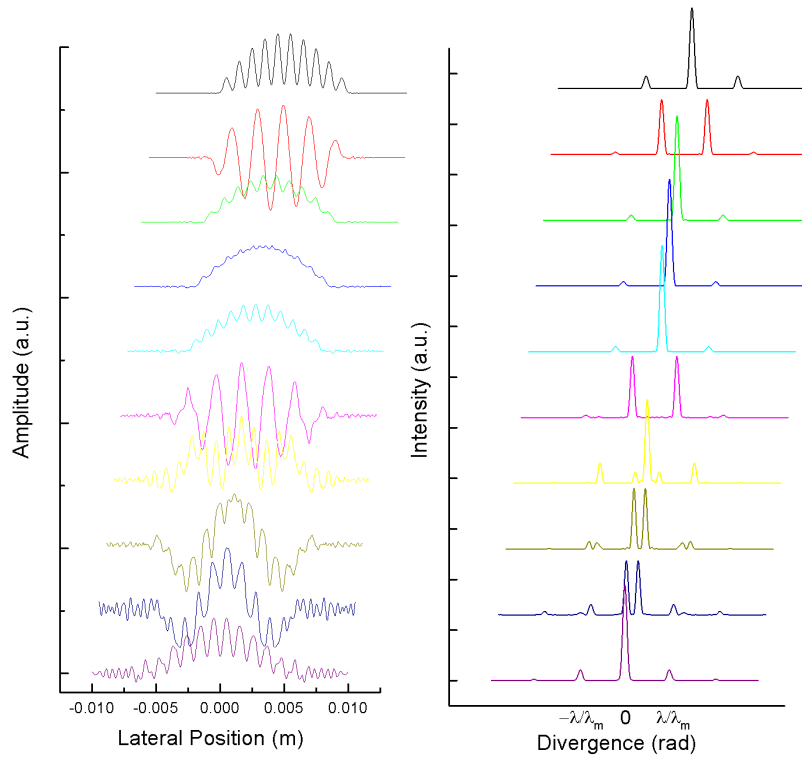 Amplitude (a.u.)
-0.010 -0.005 0.000 0.005 0.010
Lateral Position (m)
Intensity (a.u.)
−λ/λm 0 λ/λm
Divergence (rad)